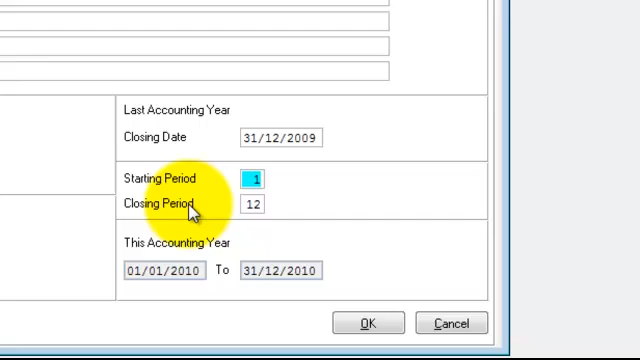 Last Accounting Year
Closing Date 31/12/2009
Starting Period 1
Closing Period 12
This Accounting Year
01/01/2010 To 31/12/2010
OK Cancel